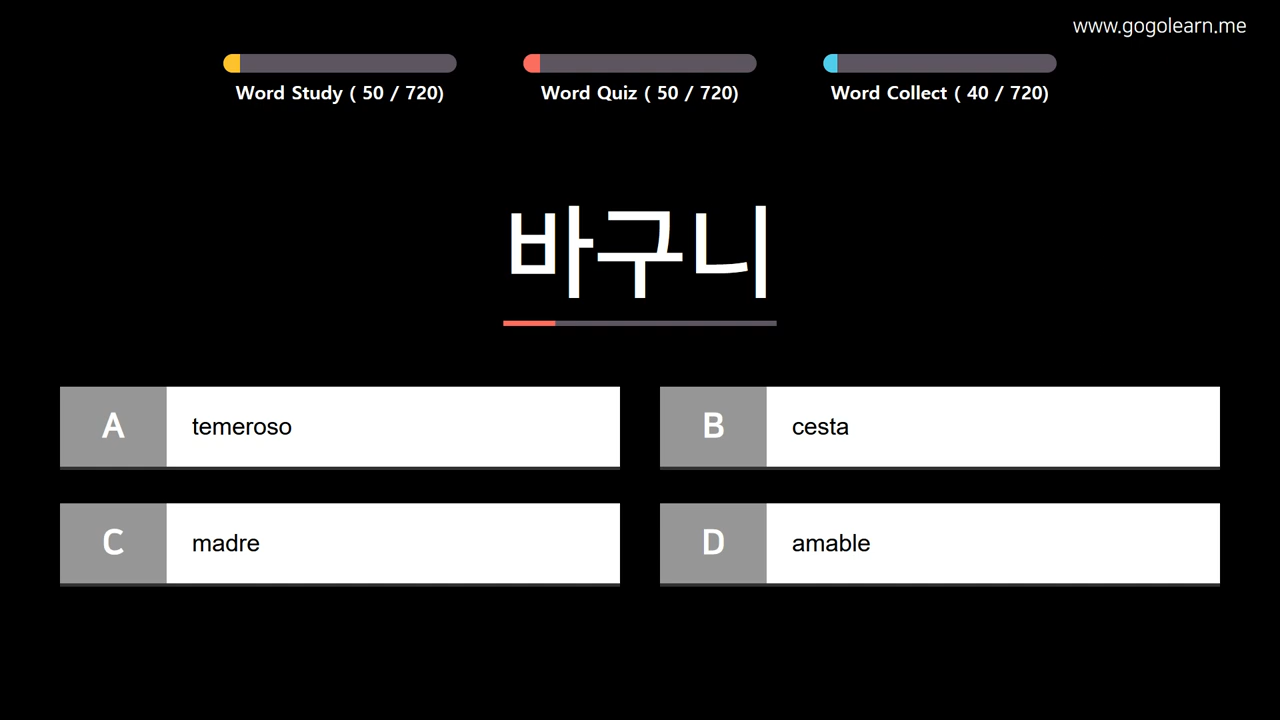 www.gogolearn.me
Word Study ( 50 / 720)
Word Quiz ( 50 / 720)
Word Collect ( 40 / 720)
바구니
A temeroso
B cesta
C madre
D amable